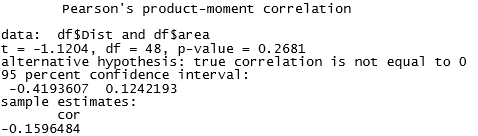 Pearson's product-moment correlation
data:  df$Dist and df$area
t = -1.1204, df = 48, p-value = 0.2681
alternative hypothesis: true correlation is not equal to 0
95 percent confidence interval:
 -0.4193607  0.1242193
sample estimates:
       cor
-0.1596484